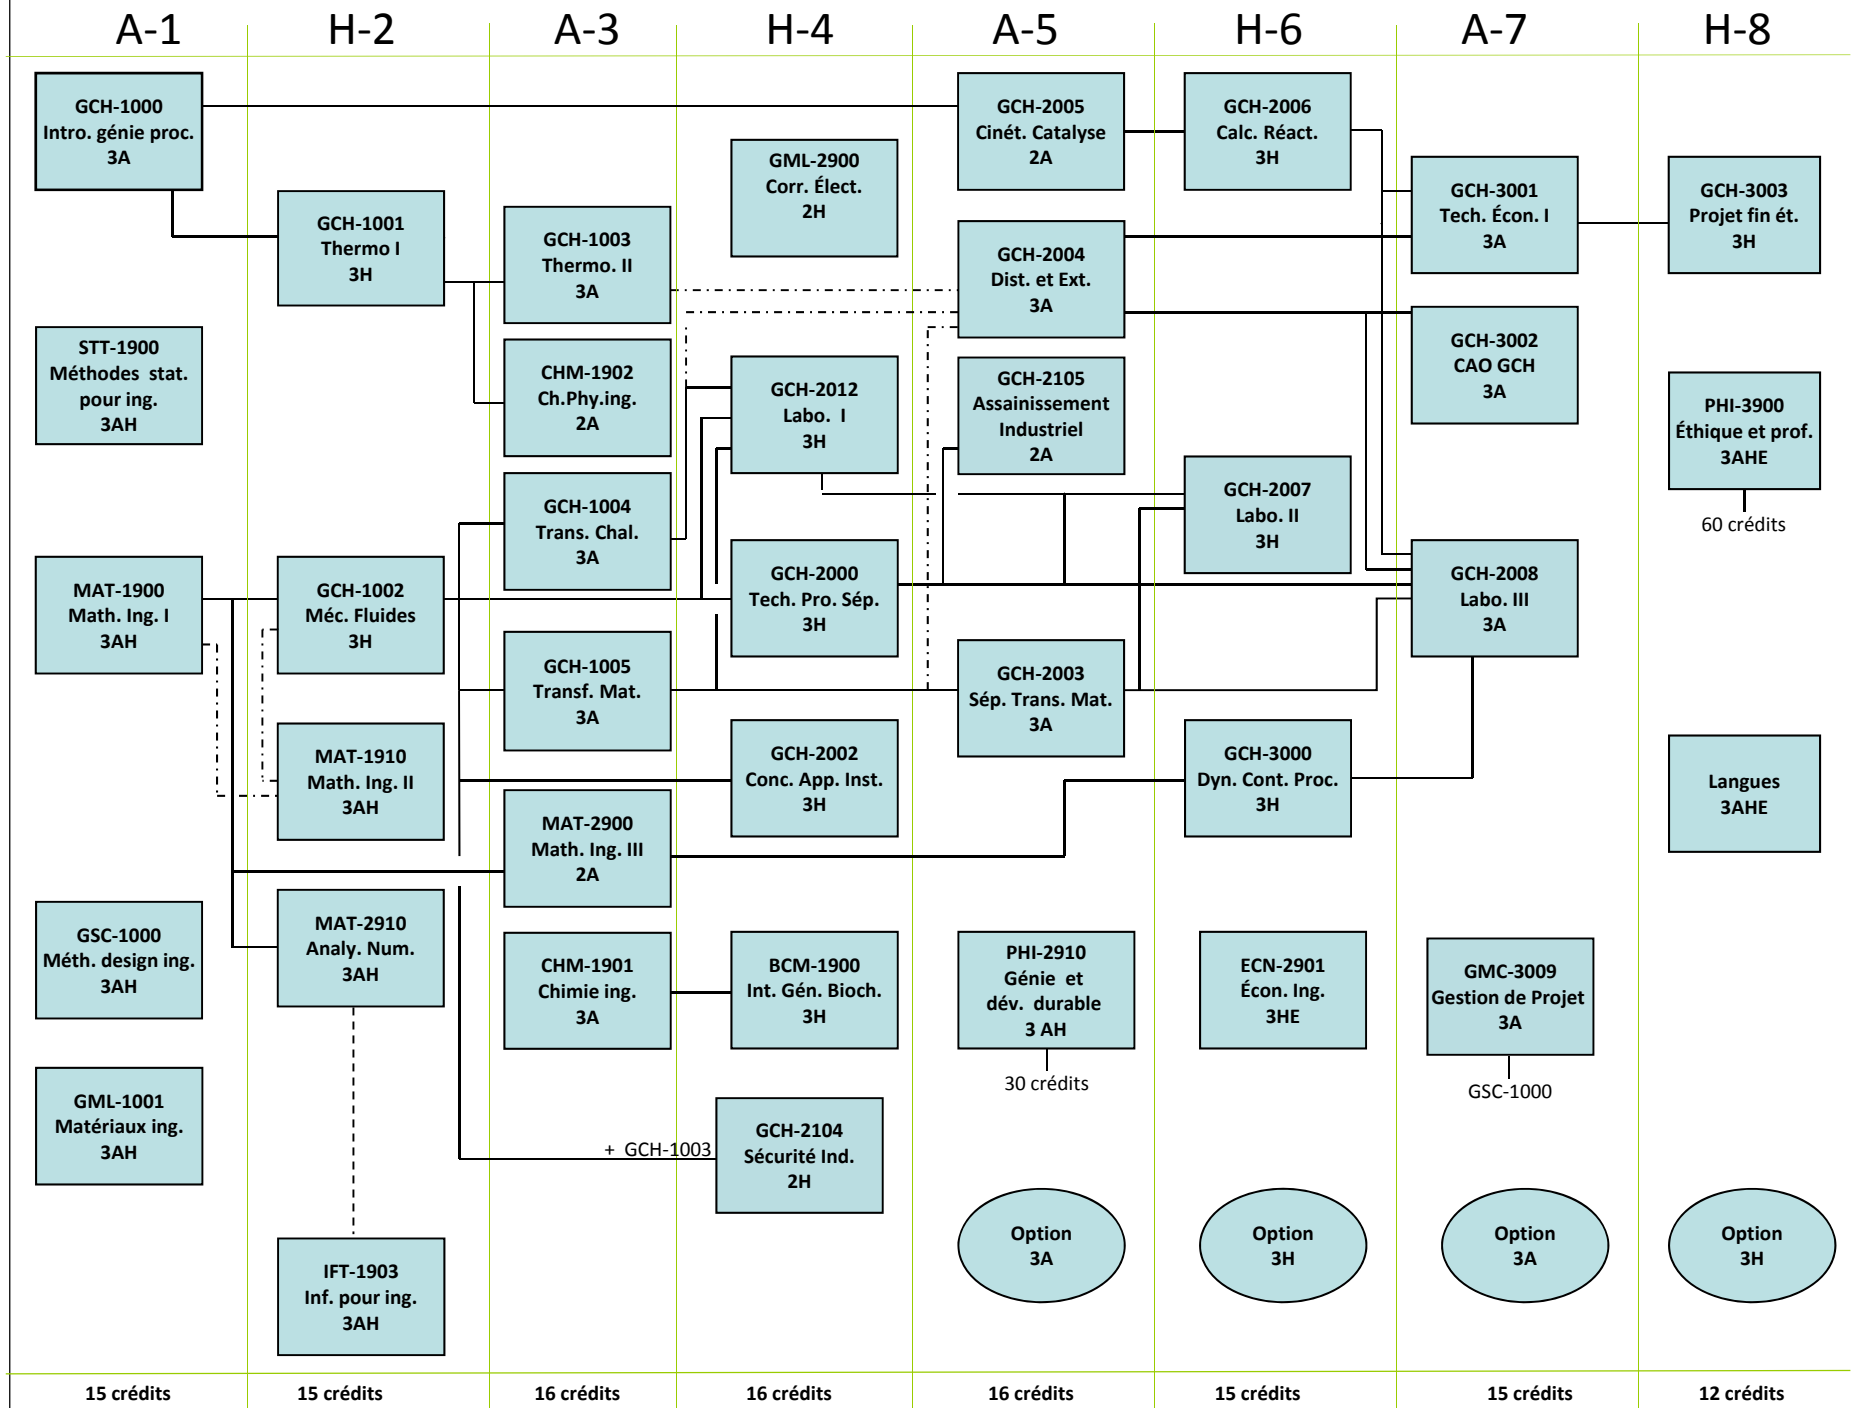 A-1
H-2
A-3
H-4
A-5
H-6
A-7
H-8
GCH-1000
Intro. génie proc.
3A
STT-1900
Méthodes stat.
pour ing.
3AH
MAT-1900
Math. Ing. I
3AH
GSC-1000
Méth. design ing.
3AH
GML-1001
Matériaux ing.
3AH
GCH-1001
Thermo I
3H
GCH-1002
Méc. Fluides
3H
MAT-1910
Math. Ing. II
3AH
MAT-2910
Analy. Num.
3AH
IFT-1903
Inf. pour ing.
3AH
GCH-1003
Thermo. II
3A
CHM-1902
Ch.Phy.ing.
2A
GCH-1004
Trans. Chal.
3A
GCH-1005
Transf. Mat.
3A
MAT-2900
Math. Ing. III
2A
CHM-1901
Chimie ing.
3A
+ GCH-1003
GML-2900
Corr. Élect.
2H
GCH-2012
Labo. I
3H
GCH-2000
Tech. Pro. Sép.
3H
GCH-2002
Conc. App. Inst.
3H
BCM-1900
Int. Gén. Bioch.
3H
GCH-2104
Sécurité Ind.
2H
GCH-2005
Cinét. Catalyse
2A
GCH-2004
Dist. et Ext.
3A
GCH-2105
Assainissement
Industriel
2A
GCH-2003
Sép. Trans. Mat.
3A
PHI-2910
Génie et
dév. durable
3 AH
30 crédits
Option
3A
GCH-2006
Calc. Réact.
3H
GCH-2007
Labo. II
3H
GCH-3000
Dyn. Cont. Proc.
3H
ECN-2901
Écon. Ing.
3HE
Option
3H
GCH-3001
Tech. Écon. I
3A
GCH-3002
CAO GCH
3A
GCH-2008
Labo. III
3A
GMC-3009
Gestion de Projet
3A
GSC-1000
Option
3A
GCH-3003
Projet fin ét.
3H
PHI-3900
Éthique et prof.
3AHE
60 crédits
Langues
3AHE
Option
3H
15 crédits
15 crédits
16 crédits
16 crédits
16 crédits
15 crédits
15 crédits
12 crédits